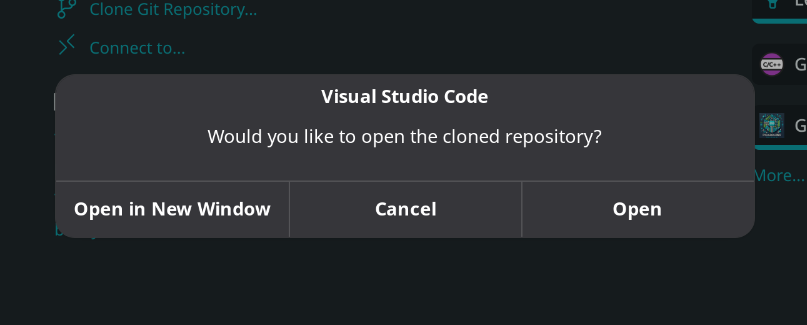 Clone Git Repository...
Connect to...
C/C++
G
Visual Studio Code
Would you like to open the cloned repository?
G
More...
Open in New Window
Cancel
Open